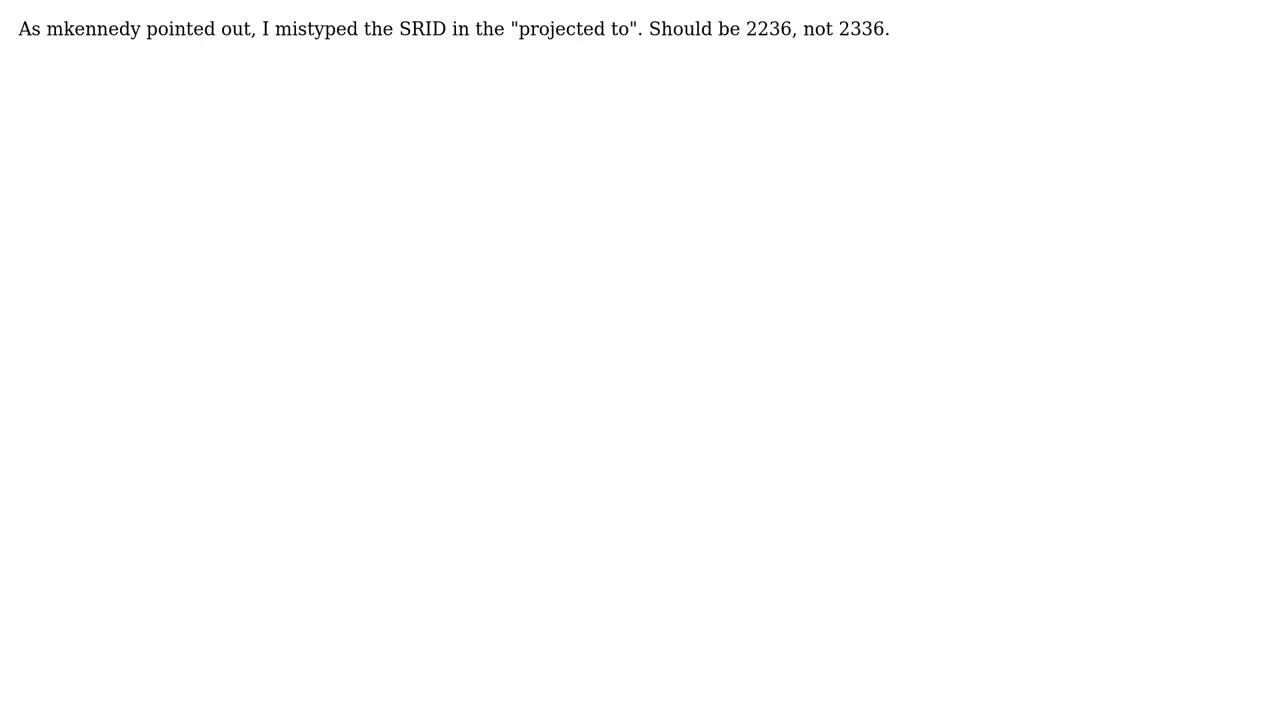 As mkennedy pointed out, I mistyped the SRID in the "projected to". Should be 2236, not 2336.